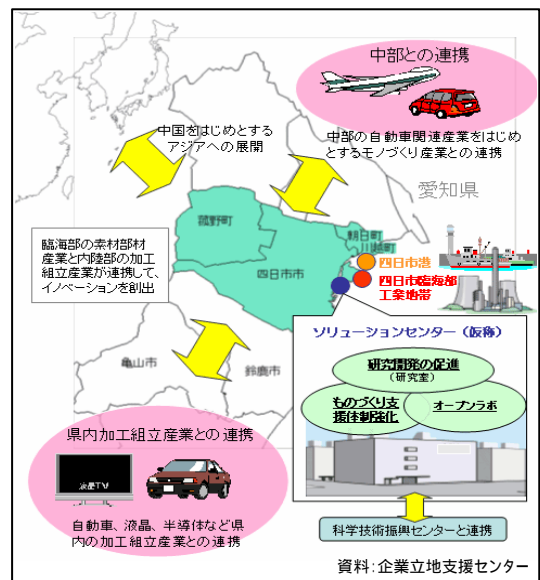 中部との連携
中部の自動車関連産業をはじめ
とするモノづくり産業との連携
中国をはじめとする
アジアへの展開
愛知県
菰野町
朝日町
川越町
四日市市
四日市港
四日市臨海部
工業地帯
臨海部の素材部材
産業と内陸部の加工
組立産業が連携して、
イノベーションを創出
亀山市
鈴鹿市
ソリューションセンター(仮称)
研究開発の促進
(研究室)
ものづくり支
援体制強化
オープンラボ
県内加工組立産業との連携
液晶TV
自動車、液晶、半導体など県
内の加工組立産業との連携
科学技術振興センターと連携
資料:企業立地支援センター